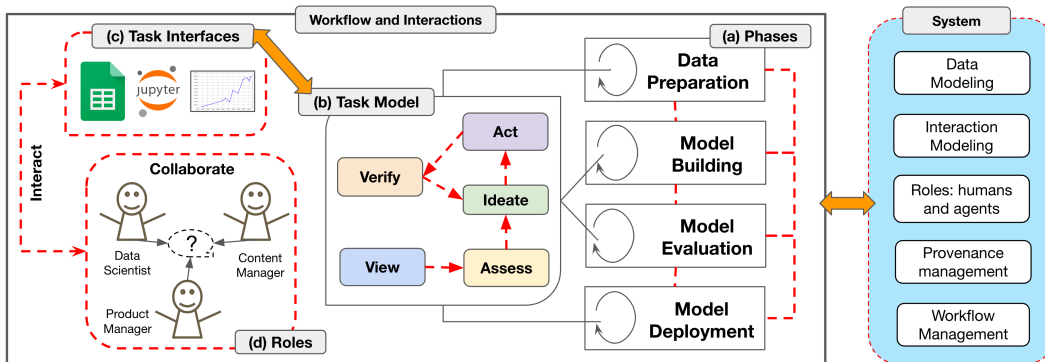 Workflow and Interactions
System
(c) Task Interfaces
(a) Phases
jupyter
(b) Task Model
Interact
Collaborate
Data
Scientist
?
Content
Manager
Product
Manager
(d) Roles
Act
Verify
Ideate
View
Assess
Data
Preparation
Model
Building
Model
Evaluation
Model
Deployment
Data
Modeling
Interaction
Modeling
Roles: humans
and agents
Provenance
management
Workflow
Management